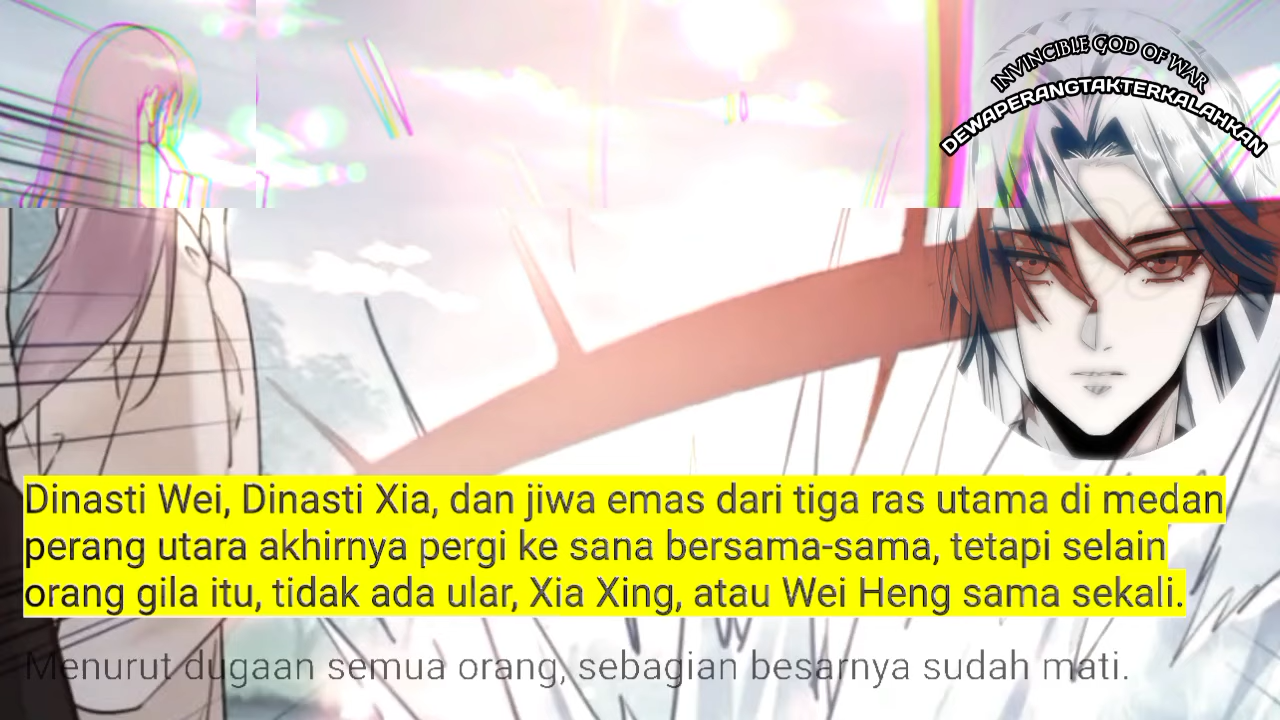 INVINCIBLE GOD OF WAR
DEWAPERANGTAKTERKALAHKAN
Dinasti Wei, Dinasti Xia, dan jiwa emas dari tiga ras utama di medan
perang utara akhirnya pergi ke sana bersama-sama, tetapi selain
orang gila itu, tidak ada ular, Xia Xing, atau Wei Heng sama sekali.
Menurut dugaan semua orang, sebagian besarnya sudah mati.